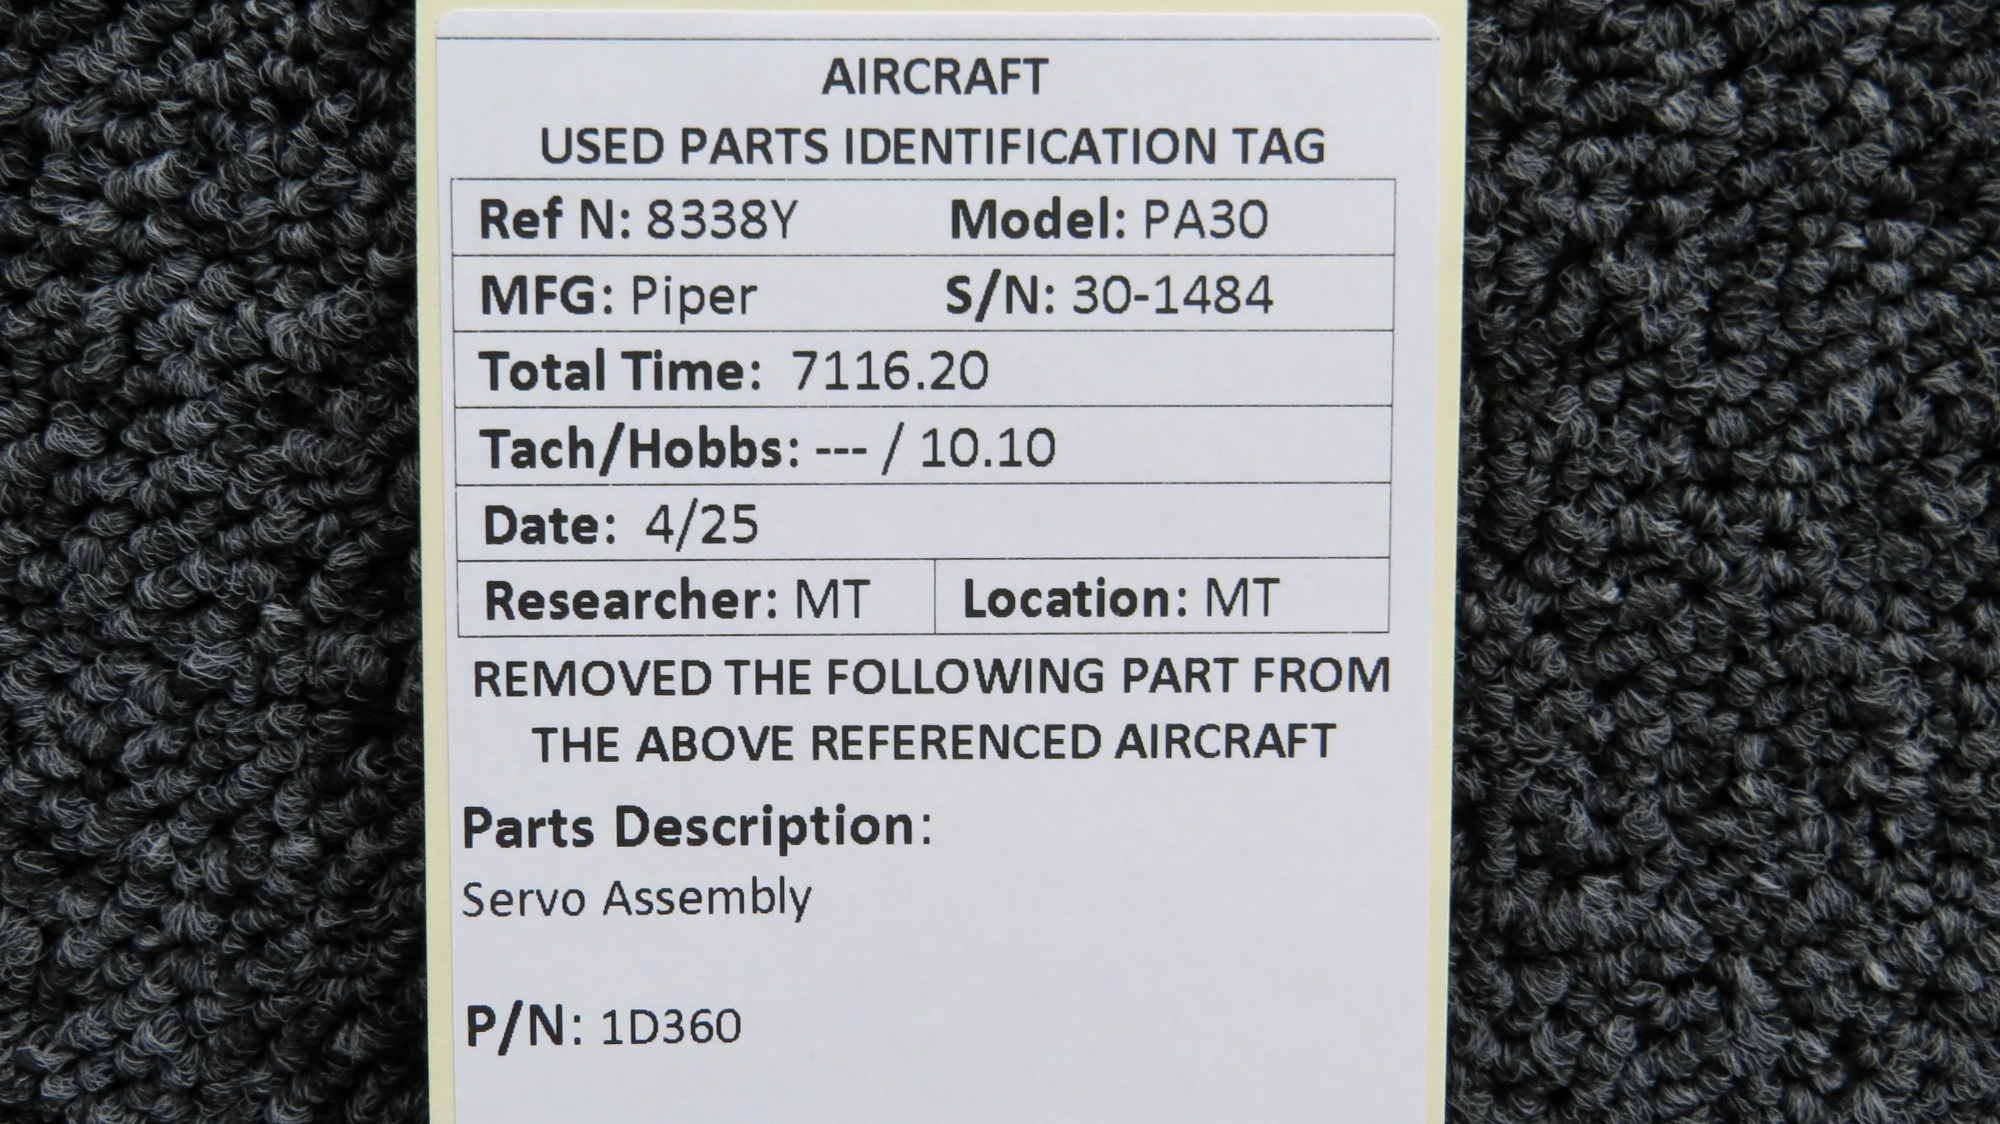 AIRCRAFT
USED PARTS IDENTIFICATION TAG
Ref N: 8338Y Model: PA30
MFG: Piper S/N: 30-1484
Total Time: 7116.20
Tach/Hobbs: --- / 10.10
Date: 4/25
Researcher: MT Location: MT
REMOVED THE FOLLOWING PART FROM
THE ABOVE REFERENCED AIRCRAFT
Parts Description:
Servo Assembly
P/N: 1D360